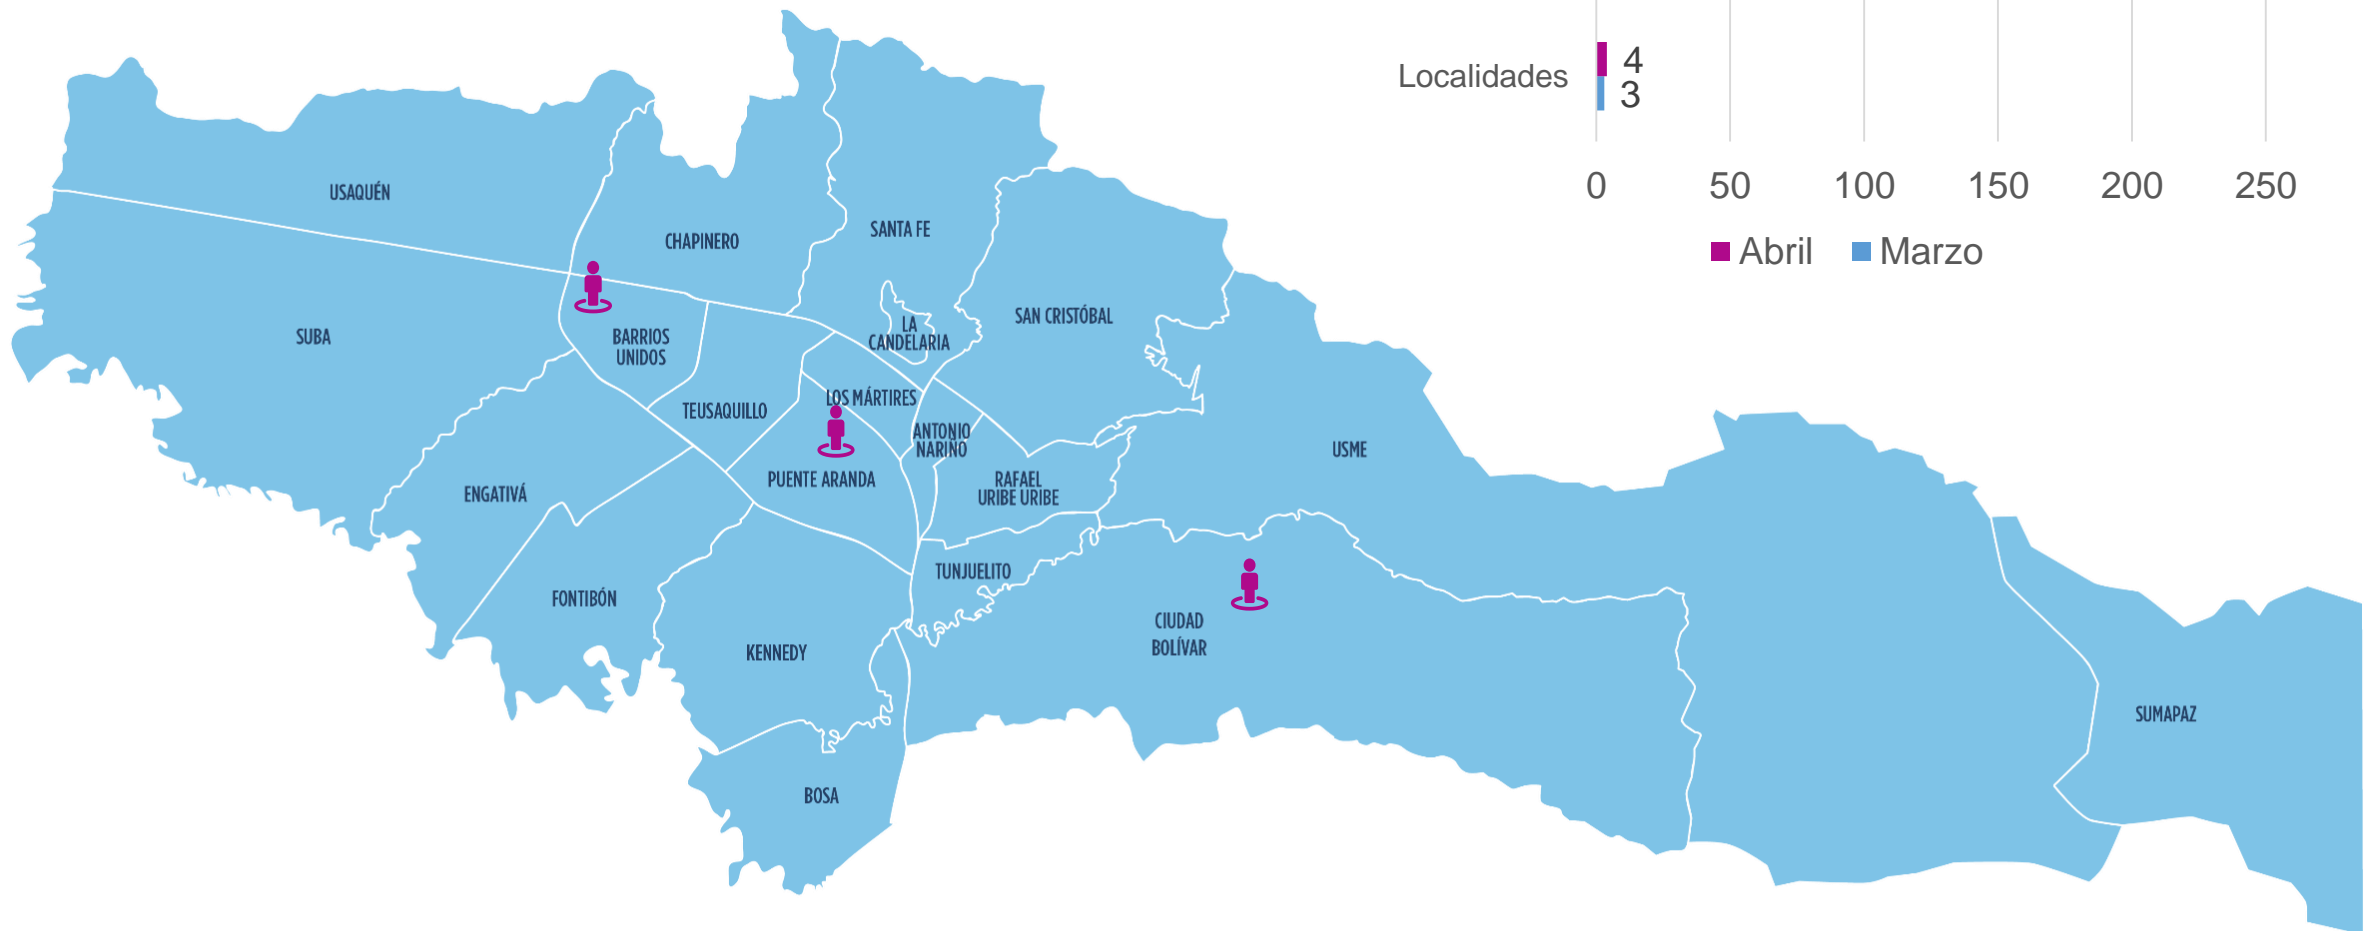 Localidades
4
3
0 50 100 150 200 250
Abril Marzo
USAQUÉN
CHAPINERO
SANTA FE
SUBA
BARRIOS
UNIDOS
LA
CANDELARIA
SAN CRISTÓBAL
TEUSAQUILLO
LOS MÁRTIRES
ANTONIO
NARIÑO
USME
ENGATIVÁ
PUENTE ARANDA
RAFAEL
URIBE URIBE
FONTIBÓN
TUNJUELITO
KENNEDY
CIUDAD
BOLÍVAR
SUMAPAZ
BOSA